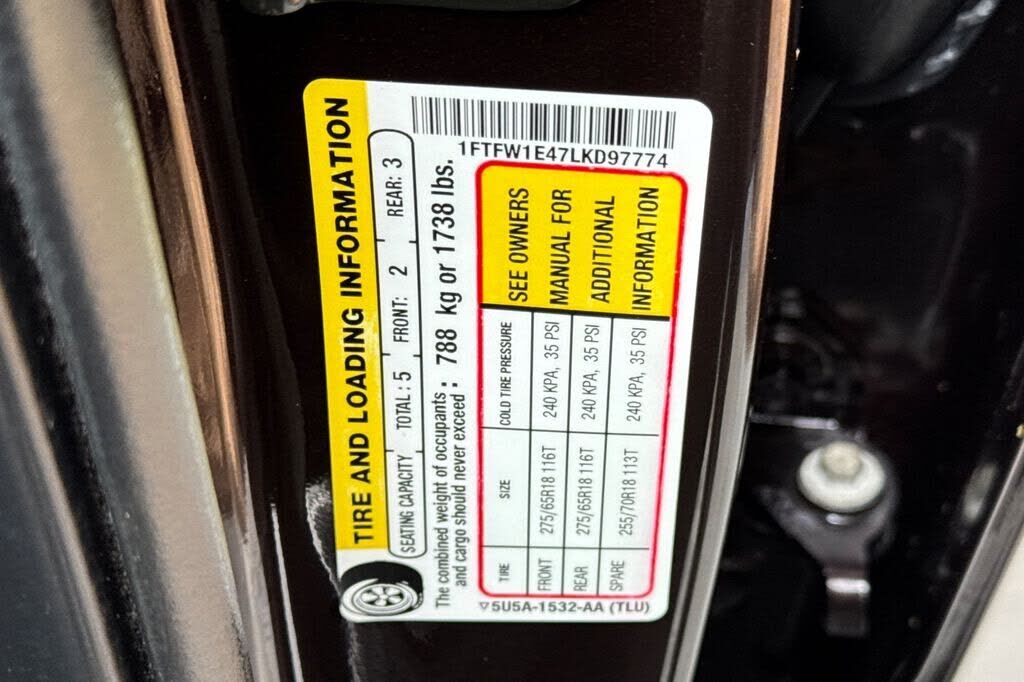 TIRE AND LOADING INFORMATION
SEATING CAPACITY TOTAL : 5 FRONT: 2 REAR: 3
The combined weight of occupants and cargo should never exceed : 788 kg or 1738 lbs.
1FTFW1E47LKD97774
TIRE SIZE COLD TIRE PRESSURE
FRONT 275/65R18 116T 240 KPA, 35 PSI
REAR 275/65R18 116T 240 KPA, 35 PSI
SPARE 255/70R18 113T 240 KPA, 35 PSI
SEE OWNERS
MANUAL FOR
ADDITIONAL
INFORMATION
5U5A-1532-AA (TLU)